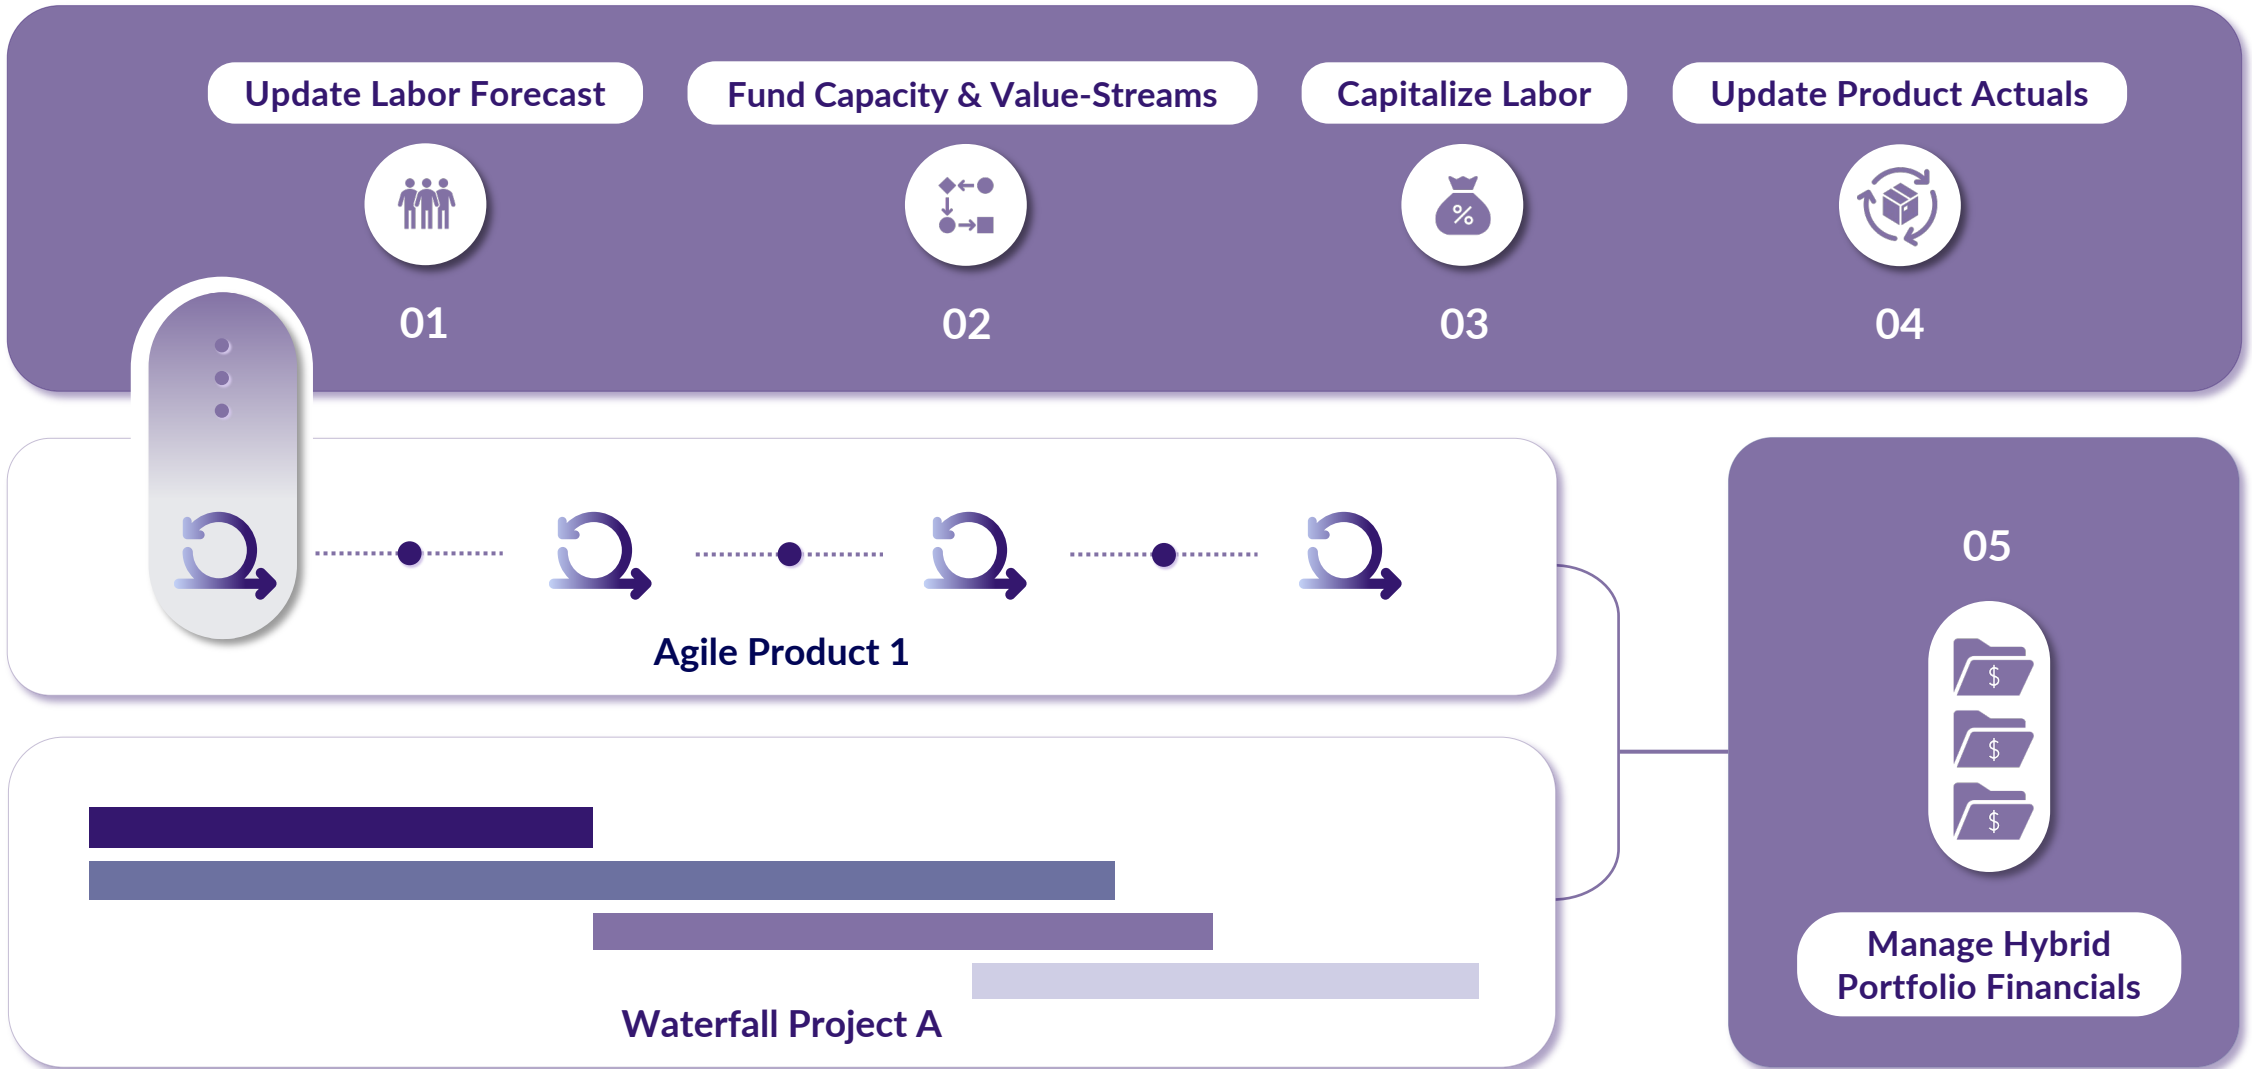 Update Labor Forecast
Fund Capacity & Value-Streams
Capitalize Labor
Update Product Actuals
%
01
02
03
04
Agile Product 1
05
$
$
$
Manage Hybrid
Portfolio Financials
Waterfall Project A